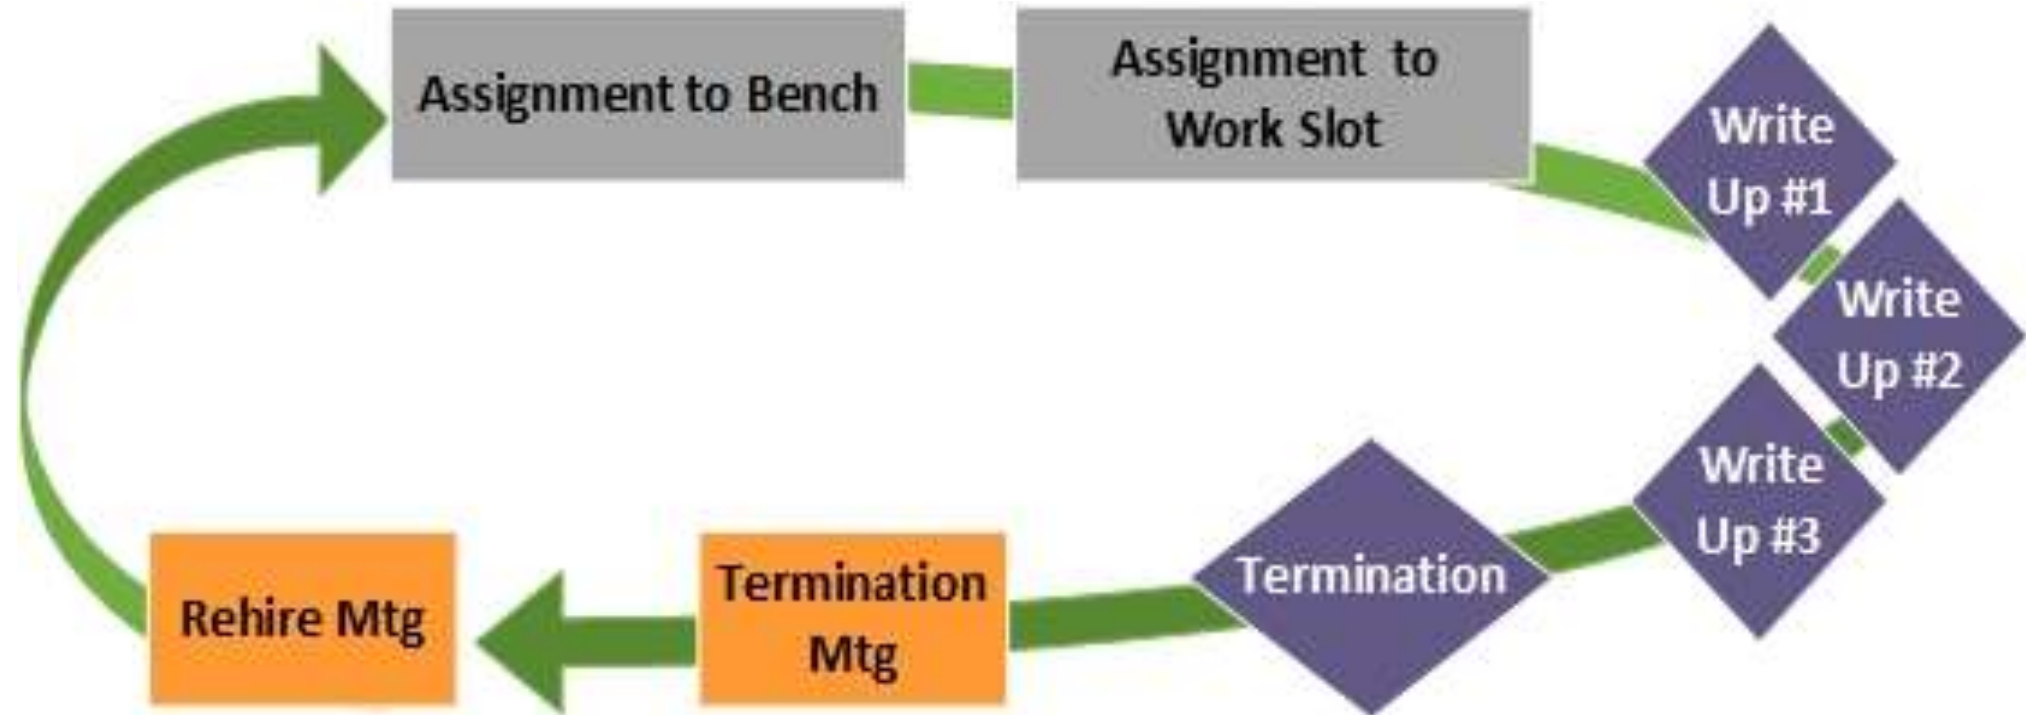 Assignment to Bench
Assignment to
Work Slot
Write
Up #1
Write
Up #2
Write
Up #3
Termination
Termination
Mtg
Rehire Mtg